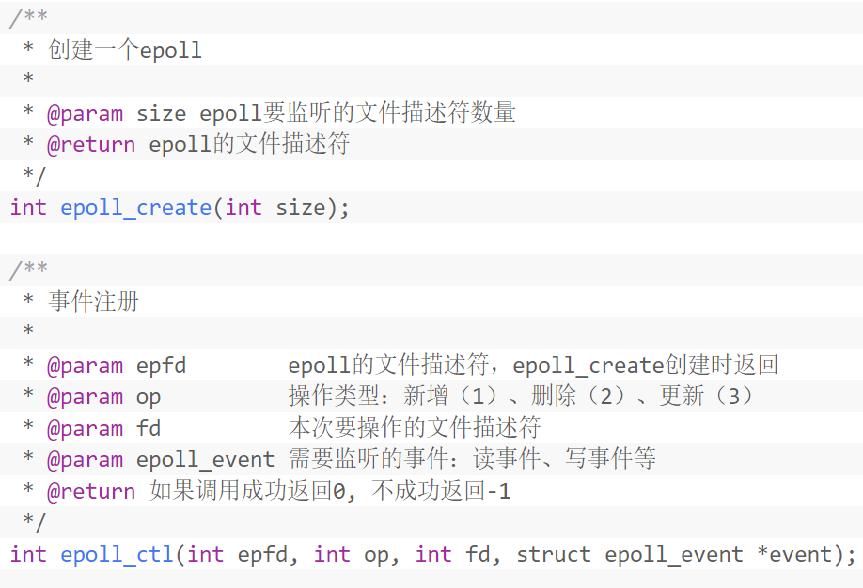 /**
 * 创建一个epoll
 *
 * @param size epoll要监听的文件描述符数量
 * @return epoll的文件描述符
 */
int epoll_create(int size);
/**
 * 事件注册
 *
 * @param epfd        epoll的文件描述符，epoll_create创建时返回
 * @param op          操作类型：新增（1）、删除（2）、更新（3）
 * @param fd          本次要操作的文件描述符
 * @param epoll_event 需要监听的事件：读事件、写事件等
 * @return 如果调用成功返回0, 不成功返回-1
 */
int epoll_ctl(int epfd, int op, int fd, struct epoll_event *event);